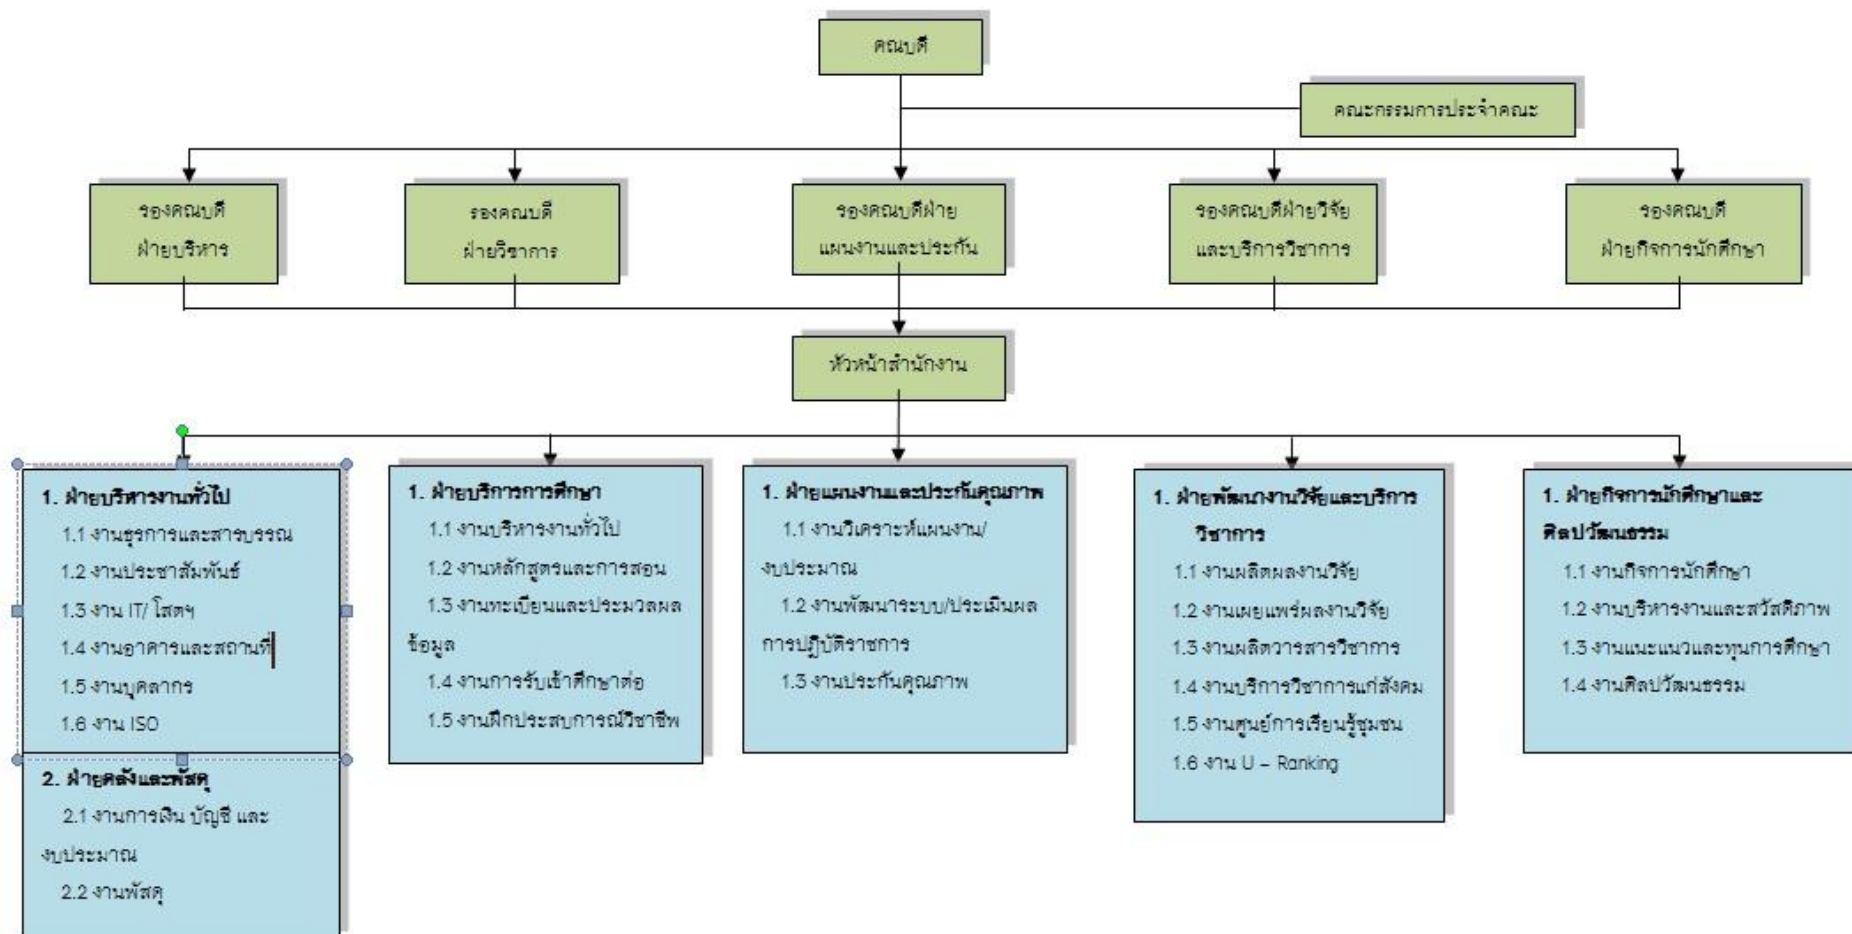 คณบดี
คณะกรรมการประจำคณะ
รองคณบดี
ฝ่ายบริหาร
รองคณบดี
ฝ่ายวิชาการ
รองคณบดีฝ่าย
แผนงานและประกัน
รองคณบดีฝ่ายวิจัย
และบริการวิชาการ
รองคณบดี
ฝ่ายกิจการนักศึกษา
หัวหน้าสำนักงาน
1. ฝ่ายบริหารงานทั่วไป
1.1 งานธุรการและสารบรรณ
1.2 งานประชาสัมพันธ์
1.3 งาน IT/ โสตฯ
1.4 งานอาคารและสถานที่
1.5 งานบุคลากร
1.6 งาน ISO
2. ฝ่ายคลังและพัสดุ
2.1 งานการเงิน บัญชี และ
งบประมาณ
2.2 งานพัสดุ
1. ฝ่ายบริการการศึกษา
1.1 งานบริหารงานทั่วไป
1.2 งานหลักสูตรและการสอน
1.3 งานทะเบียนและประมวลผล
ข้อมูล
1.4 งานการรับเข้าศึกษาต่อ
1.5 งานฝึกประสบการณ์วิชาชีพ
1. ฝ่ายแผนงานและประกันคุณภาพ
1.1 งานวิเคราะห์แผนงาน/
งบประมาณ
1.2 งานพัฒนาระบบ/ประเมินผล
การปฏิบัติราชการ
1.3 งานประกันคุณภาพ
1. ฝ่ายพัฒนางานวิจัยและบริการ
วิชาการ
1.1 งานผลิตผลงานวิจัย
1.2 งานเผยแพร่ผลงานวิจัย
1.3 งานผลิตวารสารวิชาการ
1.4 งานบริการวิชาการแก่สังคม
1.5 งานศูนย์การเรียนรู้ชุมชน
1.6 งาน U – Ranking
1. ฝ่ายกิจการนักศึกษาและ
ศิลปวัฒนธรรม
1.1 งานกิจการนักศึกษา
1.2 งานบริหารงานและสวัสดิภาพ
1.3 งานแนะแนวและทุนการศึกษา
1.4 งานศิลปวัฒนธรรม